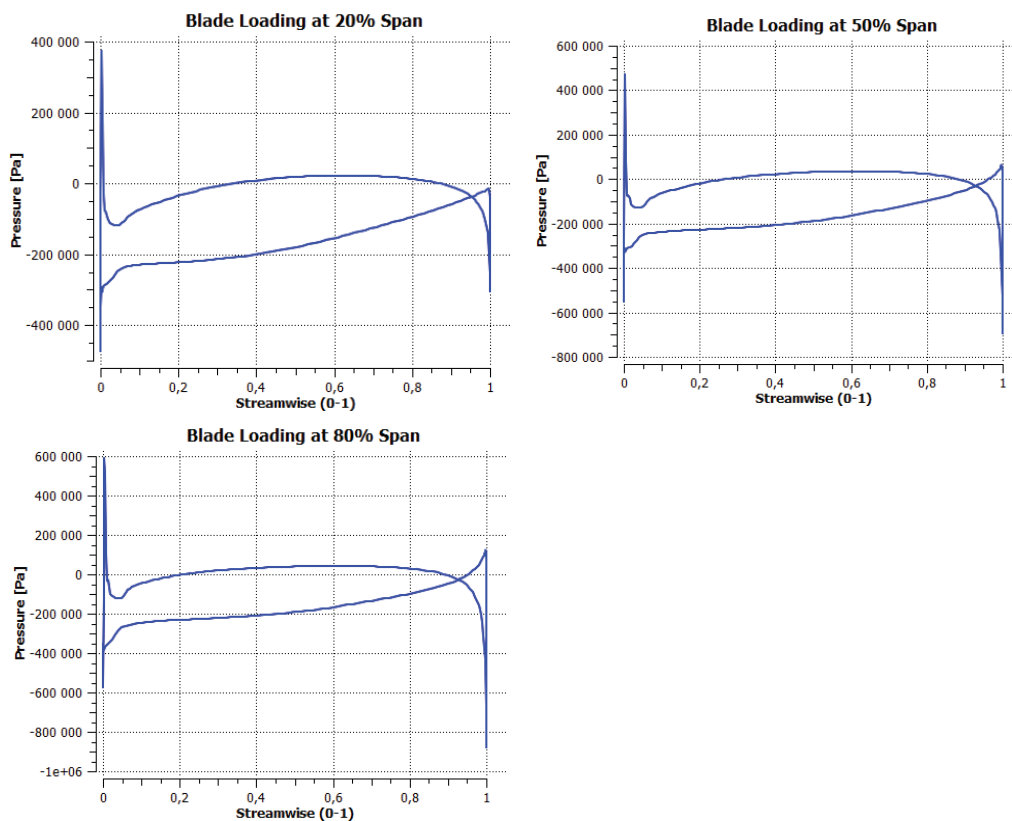 Blade Loading at 20% Span
400 000
200 000
0
-200 000
-400 000
Pressure [Pa]
0 0,2 0,4 0,6 0,8 1
Streamwise (0-1)
Blade Loading at 50% Span
600 000
400 000
200 000
0
-200 000
-400 000
-600 000
-800 000
Pressure [Pa]
0 0,2 0,4 0,6 0,8 1
Streamwise (0-1)
Blade Loading at 80% Span
600 000
400 000
200 000
0
-200 000
-400 000
-600 000
-800 000
-1e+06
Pressure [Pa]
0 0,2 0,4 0,6 0,8 1
Streamwise (0-1)